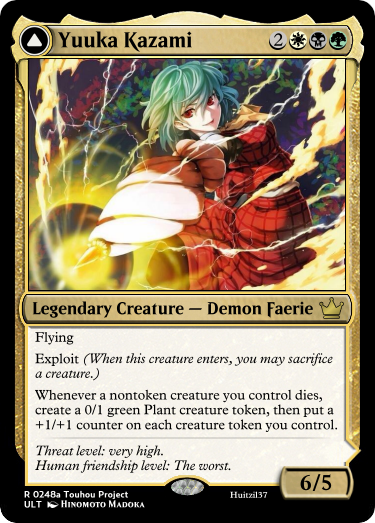 Yuuka Kazami 2
Legendary Creature — Demon Faerie
Flying
Exploit (When this creature enters, you may sacrifice
a creature.)
Whenever a nontoken creature you control dies,
create a 0/1 green Plant creature token, then put a
+1/+1 counter on each creature token you control.
Threat level: very high.
Human friendship level: The worst.
6/5
R 0248a Touhou Project
ULT HINOMOTO MADOKA
Huitzil37